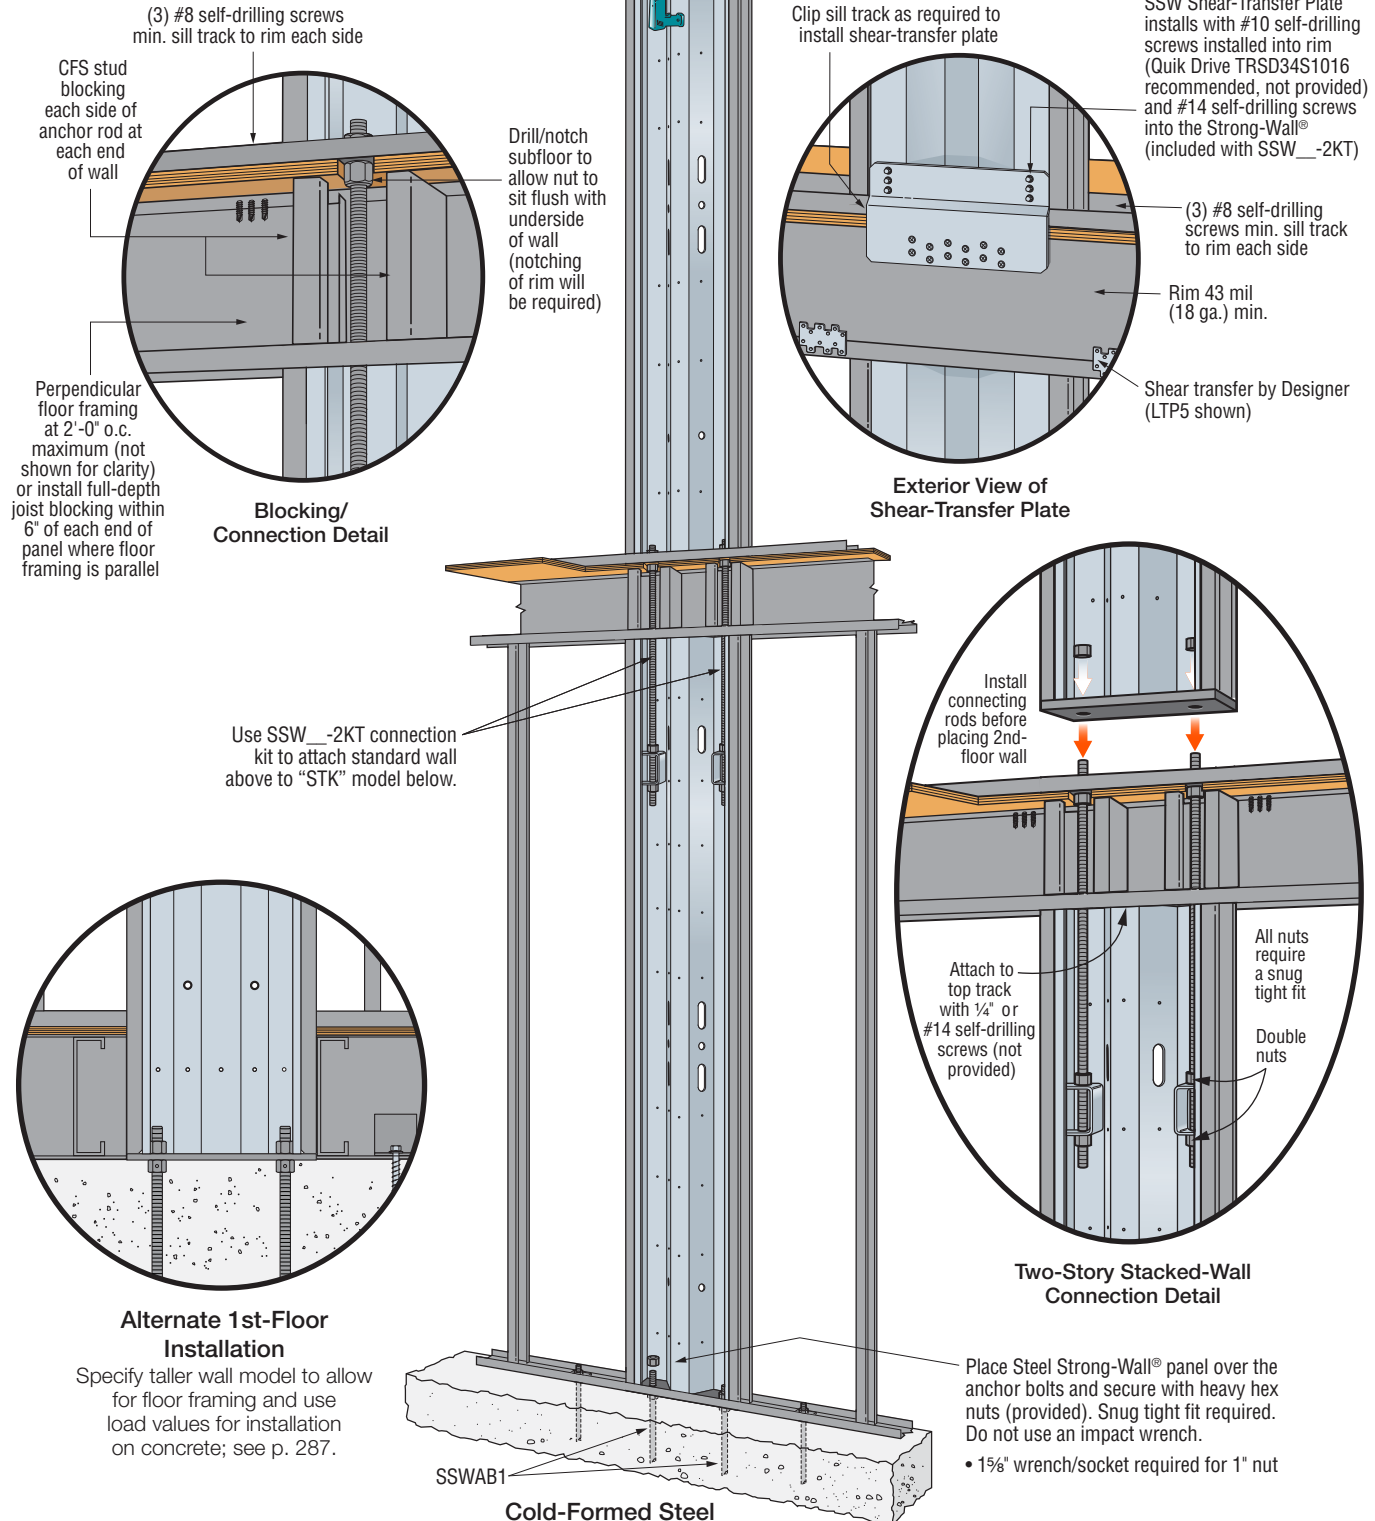 (3) #8 self-drilling screws
min. sill track to rim each side
CFS stud
blocking
each side of
anchor rod at
each end
of wall
Drill/notch
subfloor to
allow nut to
sit flush with
underside
of wall
(notching
of rim will
be required)
Perpendicular
floor framing
at 2'-0" o.c.
maximum (not
shown for clarity)
or install full-depth
joist blocking within
6" of each end of
panel where floor
framing is parallel
Blocking/
Connection Detail
Clip sill track as required to
install shear-transfer plate
SSW Shear-Transfer Plate
installs with #10 self-drilling
screws installed into rim
(Quik Drive TRSD34S1016
recommended, not provided)
and #14 self-drilling screws
into the Strong-Wall®
(included with SSW__-2KT)
(3) #8 self-drilling
screws min. sill track
to rim each side
Rim 43 mil
(18 ga.) min.
Shear transfer by Designer
(LTP5 shown)
Exterior View of
Shear-Transfer Plate
Use SSW__-2KT connection
kit to attach standard wall
above to “STK” model below.
Install
connecting
rods before
placing 2nd-
floor wall
Attach to
top track
with ¼" or
#14 self-drilling
screws (not
provided)
All nuts
require
a snug
tight fit
Double
nuts
Two-Story Stacked-Wall
Connection Detail
Alternate 1st-Floor
Installation
Specify taller wall model to allow
for floor framing and use
load values for installation
on concrete; see p. 287.
Place Steel Strong-Wall® panel over the
anchor bolts and secure with heavy hex
nuts (provided). Snug tight fit required.
Do not use an impact wrench.
• 1⅝" wrench/socket required for 1" nut
SSWAB1
Cold-Formed Steel